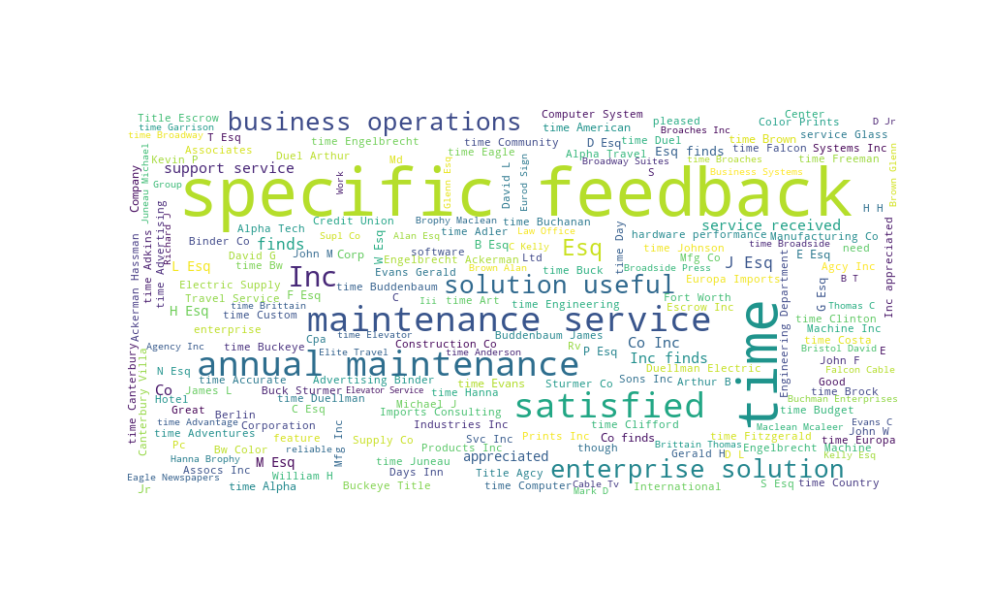 Title Escrow
business operations
Computer System
Center
time Garrison
time American
pleased
Color Prints
D Jr
time Broadway
T Esq
time Engelbrecht
time Community
D Esq
time Duel
Broaches Inc
time Brown
service Glass
Associates
Duel Arthur
Md
time Eagle
Alpha Travel
Esq finds
time Falcon
Systems Inc
Kevin P
support service
Work
Glenn Esq
David L
Eurod Sign
Broadway Suites
S
time Broaches
Business Systems
time Freeman
Brown Glenn
Company
Juneau Michael
Group
specific feedback
H H
time Adkins
time Advertising
Richard J
Alpha Tech
Credit Union
Brophy Maclean
time Buchanan
service received
Binder Co
finds
Supl Co
W Esq
Alan Esq
time Adler
Law Office
time Day
hardware performance
Manufacturing Co
David G
John M
Corp
B Esq
C Kelly
Esq
time Johnson
time Broadside
need
Ackerman Hassman
L Esq
time Bw
Inc
Engelbrecht Ackerman
Ltd
Mfg Co
J Esq
Agcy Inc
Inc appreciated
Evans Gerald
Brown Alan
time Buck
Broadside Press
Europa Imports
Electric Supply
time Buddenbaum
solution useful
Engineering Department
G Esq
Travel Service
F Esq
C
Iii
time Art
Fort Worth
time Brittain
time Engineering
Escrow Inc
Thomas C
H Esq
time Custom
maintenance service
time
time Clinton
enterprise
time Elevator
Buddenbaum James
Machine Inc
time Canterbury
Canterbury Villa
Agency Inc
time Buckeye
Cpa
Construction Co
Co Inc
time Costa
Elite Travel
time Anderson
P Esq
Inc finds
Bristol David
E
annual maintenance
John F
N Esq
Duellman Electric
Falcon Cable
time Accurate
Advertising Binder
time Evans
Sturmer Co
Sons Inc
Arthur B
Good
Co
James L
Buck Sturmer
Elevator Service
time Hanna
time Brock
Hotel
time Duellman
Michael J
satisfied
Buchman Enterprises
Great
Berlin
C Esq
Imports Consulting
time Budget
time Advantage
Corporation
Industries Inc
time Clifford
Maclean Mcaleer
Evans C
time Adventures
feature
Mfg Inc
Supply Co
Svc Inc
Prints Inc
Co finds
time Fitzgerald
John W
Pc
Bw Color
reliable
Products Inc
though
Brittain Thomas
Engelbrecht Machine
time Europa
Hanna Brophy
M Esq
time Juneau
appreciated
Gerald H
D L
Kelly Esq
Assocs Inc
Days Inn
Title Agcy
enterprise solution
Eagle Newspapers
William H
Jr
time Alpha
Buckeye Title
time Computer
Cable Tv
Mark D
International
S Esq
time Country
B T
E Esq
Rv
software